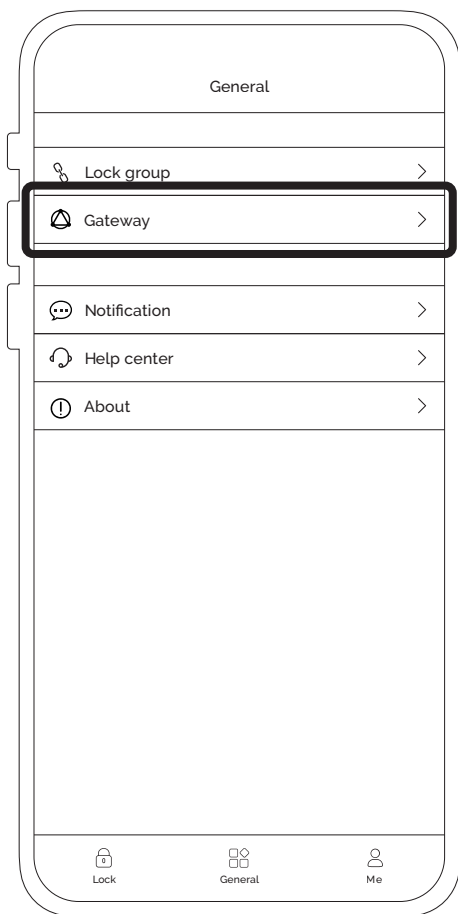 General
Lock group
Gateway
Notification
Help center
About
Lock General Me